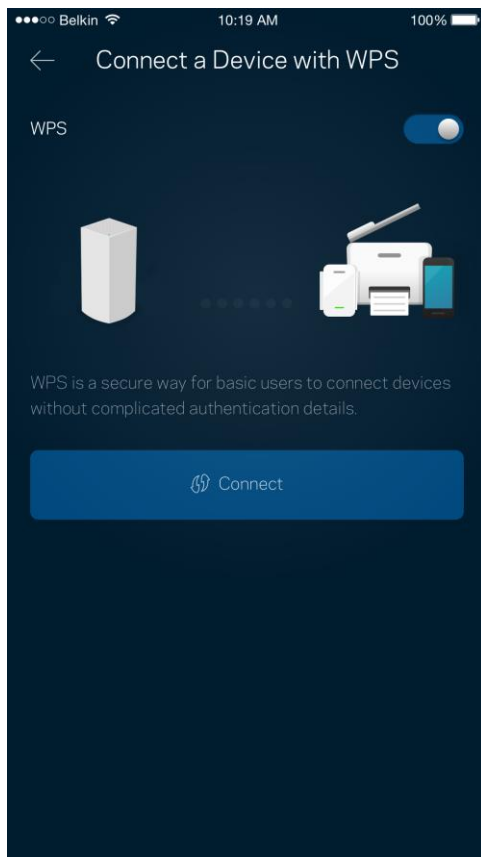 ●●●○○ Belkin 10:19 AM 100%
← Connect a Device with WPS
WPS
WPS is a secure way for basic users to connect devices
without complicated authentication details.
Connect